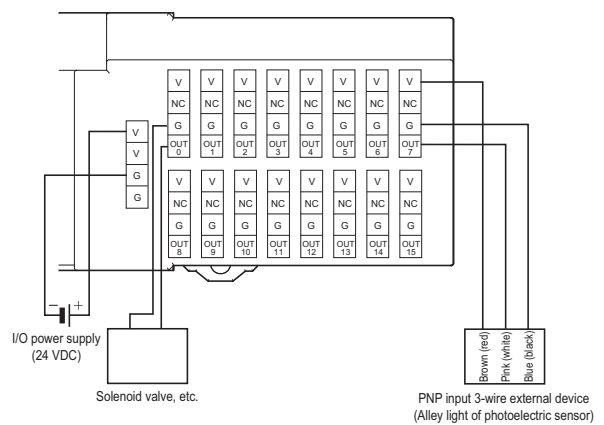 V V V V V V V V
NC NC NC NC NC NC NC NC
G G G G G G G G
OUT 0 OUT 1 OUT 2 OUT 3 OUT 4 OUT 5 OUT 6 OUT 7
V
V
G
G
V V V V V V V V
NC NC NC NC NC NC NC NC
G G G G G G G G
OUT 8 OUT 9 OUT 10 OUT 11 OUT 12 OUT 13 OUT 14 OUT 15
− +
I/O power supply
(24 VDC)
Solenoid valve, etc.
Brown (red)
Pink (white)
Blue (black)
PNP input 3-wire external device
(Alley light of photoelectric sensor)